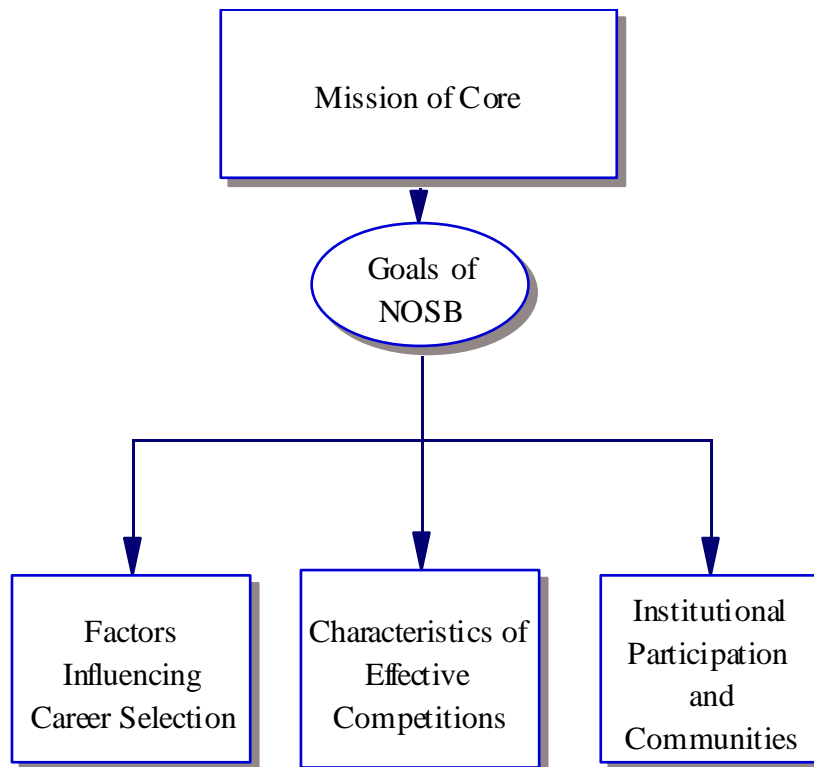 Mission of Core
Goals of
NOSB
Factors
Influencing
Career Selection
Characteristics of
Effective
Competitions
Institutional
Participation
and
Communities